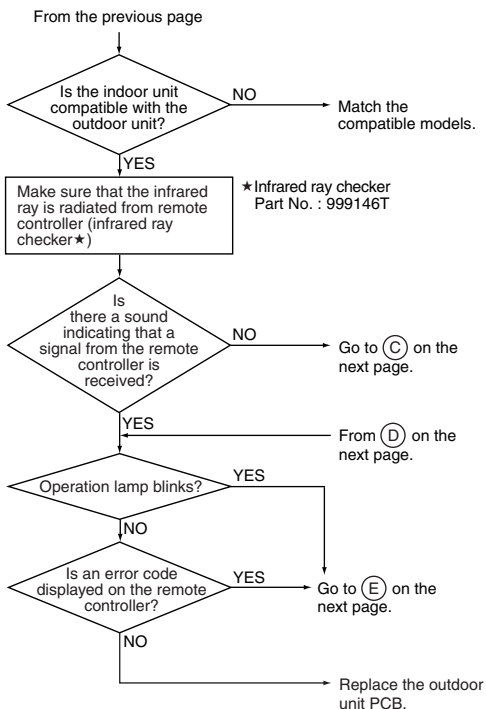 From the previous page
Is the indoor unit
compatible with the
outdoor unit?
NO
Match the
compatible models.
YES
Make sure that the infrared
ray is radiated from remote
controller (infrared ray
checker★)
★Infrared ray checker
Part No. : 999146T
Is
there a sound
indicating that a
signal from the remote
controller is
received?
NO
Go to C on the
next page.
YES
From D on the
next page.
Operation lamp blinks?
YES
NO
Is an error code
displayed on the remote
controller?
YES
Go to E on the
next page.
NO
Replace the outdoor
unit PCB.